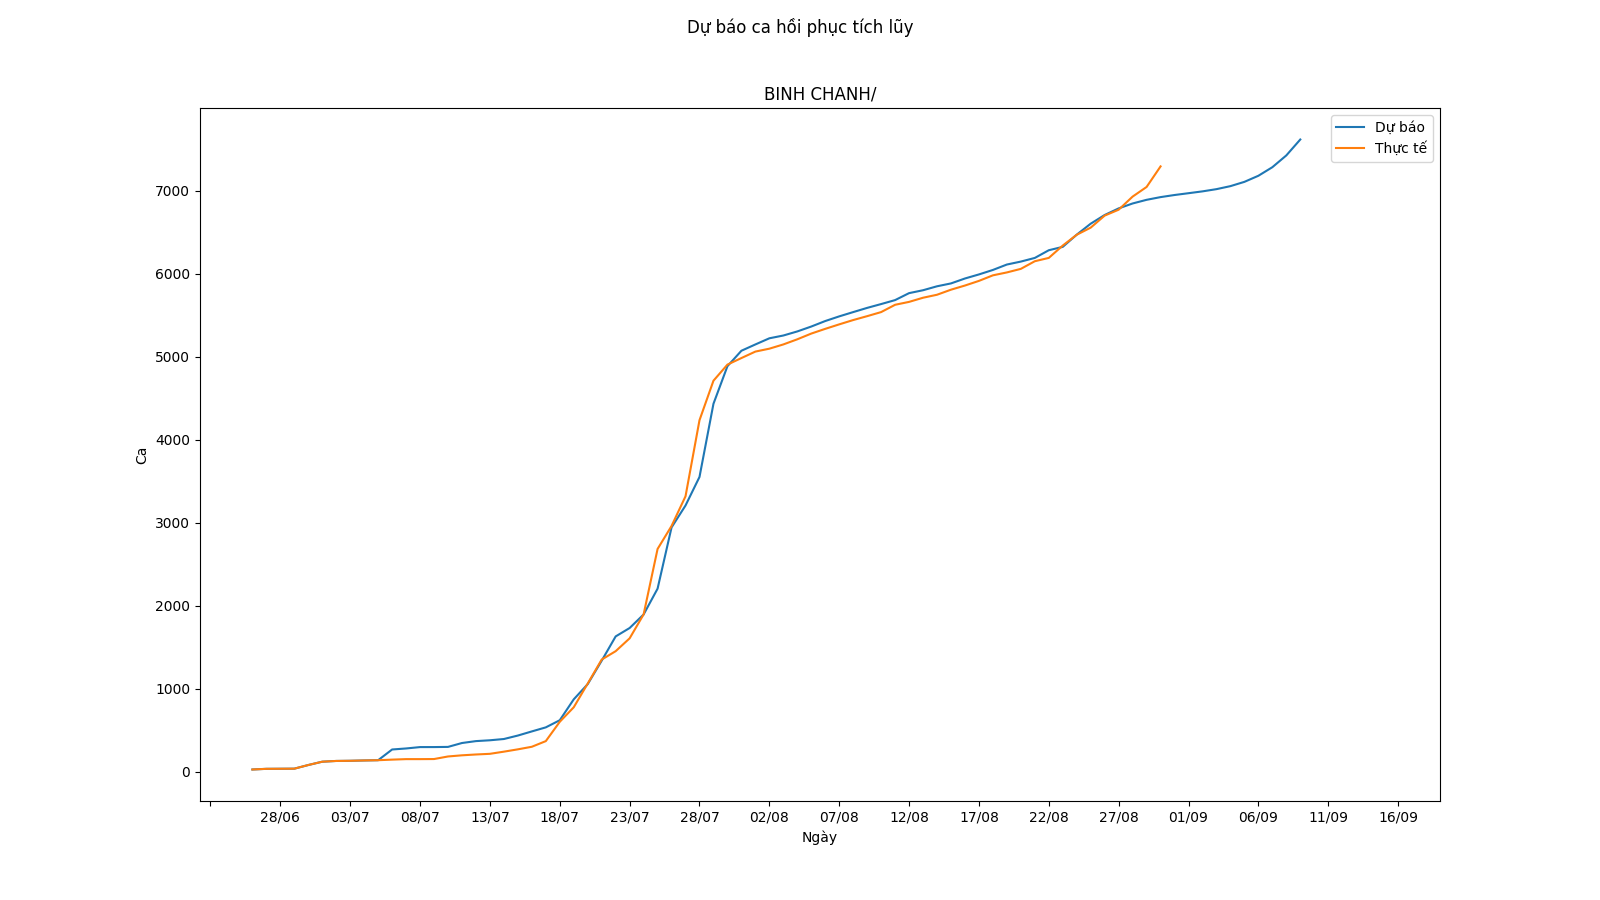 Dự báo ca hồi phục tích lũy
BINH CHANH/
Dự báo
Thực tế
7000
6000
5000
4000
3000
2000
1000
0
Ca
28/06 03/07 08/07 13/07 18/07 23/07 28/07 02/08 07/08 12/08 17/08 22/08 27/08 01/09 06/09 11/09 16/09
Ngày